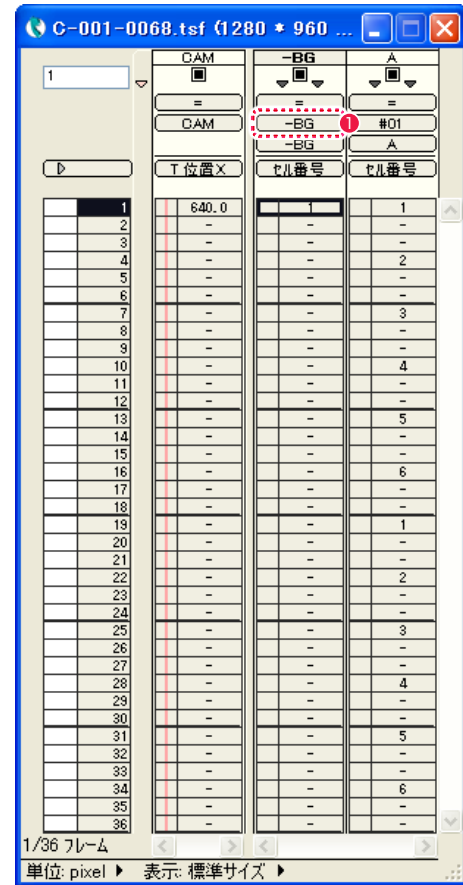 C-001-0068.tsf (1280 * 960 ...
CAM -BG A
1
= = =
CAM -BG 1 #01
-BG A
T位置X セル番号 セル番号
1 640.0 1 1
2 - - -
3 - - -
4 - - 2
5 - - -
6 - - -
7 - - 3
8 - - -
9 - - -
10 - - 4
11 - - -
12 - - -
13 - - 5
14 - - -
15 - - -
16 - - 6
17 - - -
18 - - -
19 - - 1
20 - - -
21 - - -
22 - - 2
23 - - -
24 - - -
25 - - 3
26 - - -
27 - - -
28 - - 4
29 - - -
30 - - -
31 - - 5
32 - - -
33 - - -
34 - - 6
35 - - -
36 - - -
1/36 フレーム
単位: pixel 表示: 標準サイズ